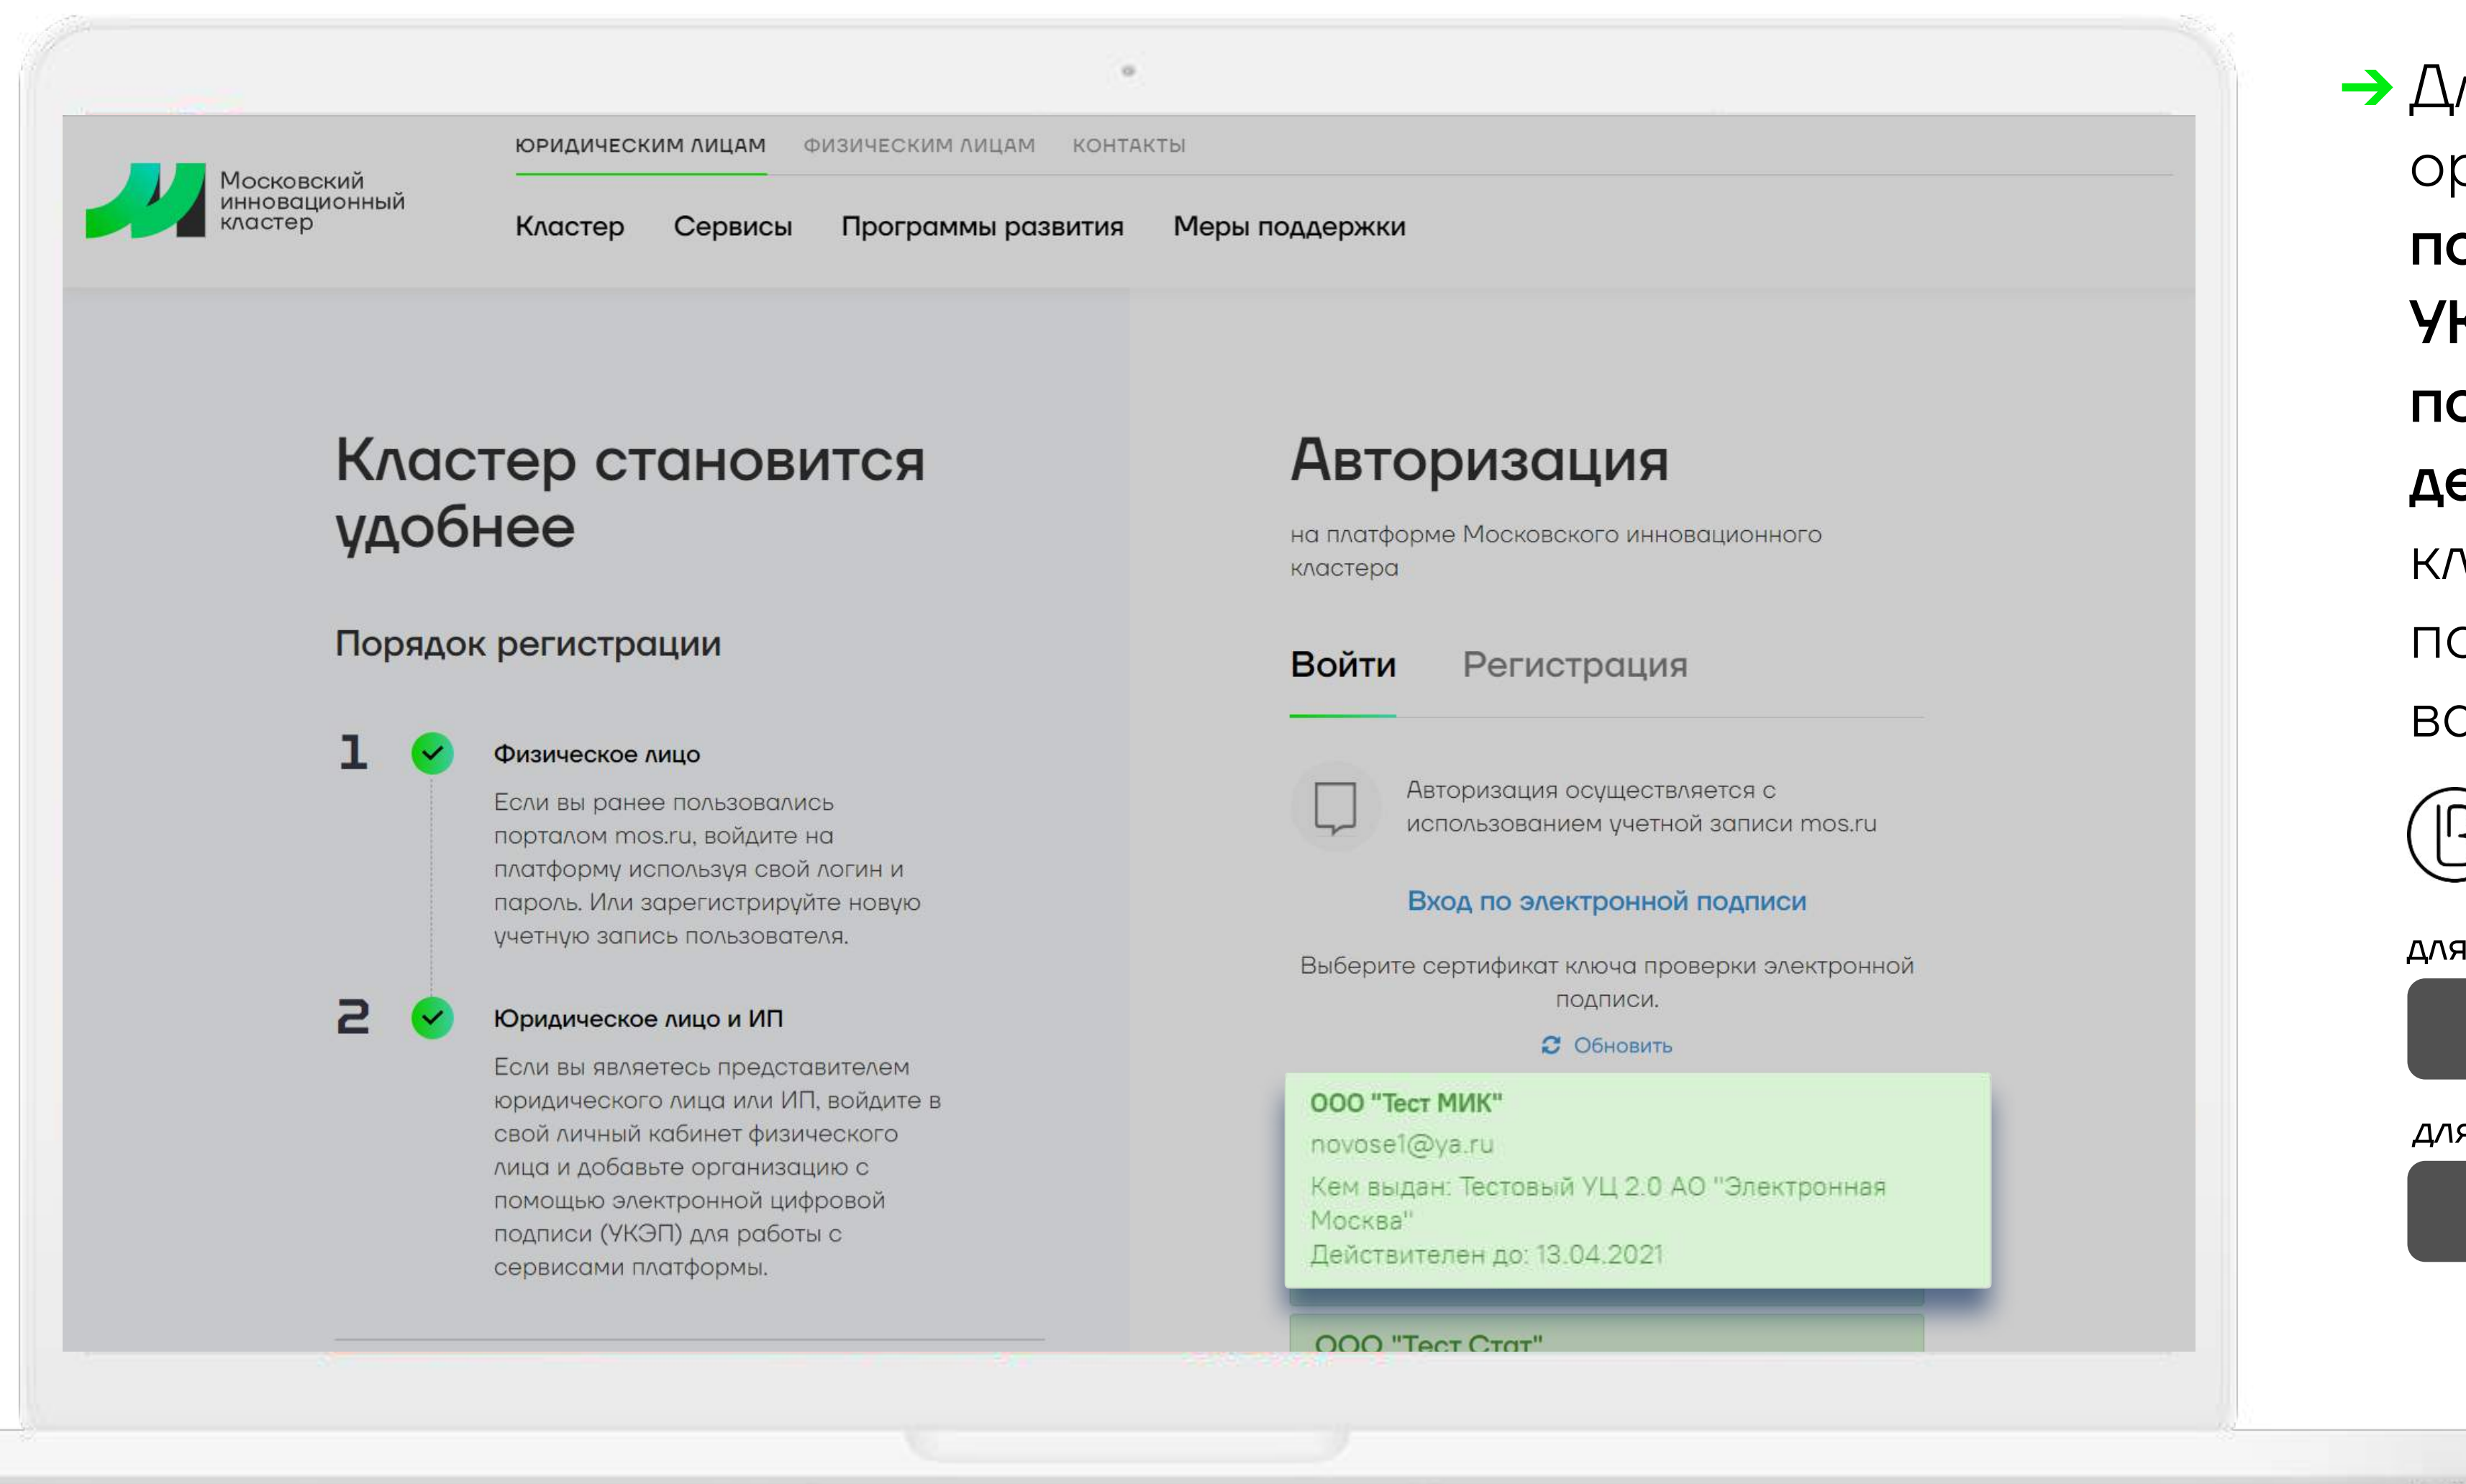 ЮРИДИЧЕСКИМ ЛИЦАМ ФИЗИЧЕСКИМ ЛИЦАМ КОНТАКТЫ
Московский
инновационный
кластер
Кластер Сервисы Программы развития Меры поддержки
Кластер становится
удобнее
Порядок регистрации
1
Физическое лицо
Если вы ранее пользовались
порталом mos.ru, войдите на
платформу используя свой логин и
пароль. Или зарегистрируйте новую
учетную запись пользователя.
2
Юридическое лицо и ИП
Если вы являетесь представителем
юридического лица или ИП, войдите в
свой личный кабинет физического
лица и добавьте организацию с
помощью электронной цифровой
подписи (УКЭП) для работы с
сервисами платформы.
Авторизация
на платформе Московского инновационного
кластера
Войти Регистрация
Авторизация осуществляется с
использованием учетной записи mos.ru
Вход по электронной подписи
Выберите сертификат ключа проверки электронной
подписи.
Обновить
ООО "Тест МИК"
novose1@ya.ru
Кем выдан: Тестовый УЦ 2.0 АО "Электронная
Москва"
Действителен до: 13.04.2021
ООО "Тест Стат"
для